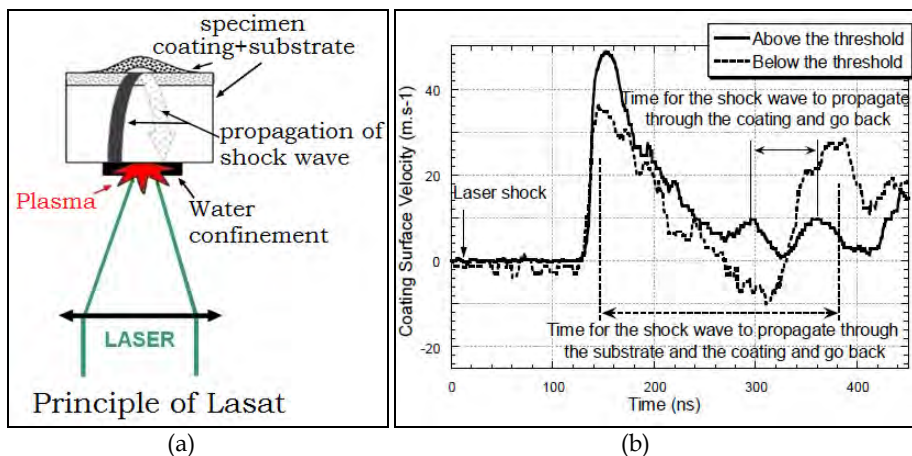 specimen
coating+substrate
propagation of
shock wave
Plasma
Water
confinement
LASER
Principle of Lasat
(a)
Above the threshold
Below the threshold
Time for the shock wave to propagate
through the coating and go back
Laser shock
Time for the shock wave to propagate through
the substrate and the coating and go back
Coating Surface Velocity (m.s-1)
40
20
0
-20
0
100
200
300
400
Time (ns)
(b)